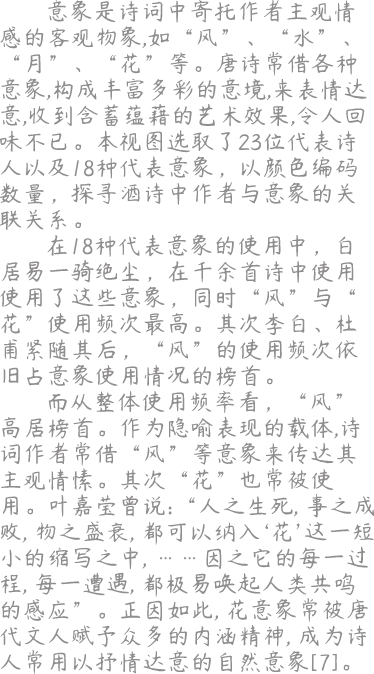 意象是诗词中寄托作者主观情
感的客观物象,如“风”、“水”、
“月”、“花”等。唐诗常借各种
意象,构成丰富多彩的意境,来表情达
意,收到含蓄蕴藉的艺术效果,令人回
味不已。本视图选取了23位代表诗
人以及18种代表意象，以颜色编码
数量，探寻酒诗中作者与意象的关
联关系。
在18种代表意象的使用中，白
居易一骑绝尘，在千余首诗中使用
使用了这些意象，同时“风”与“
花”使用频次最高。其次李白、杜
甫紧随其后，“风”的使用频次依
旧占意象使用情况的榜首。
而从整体使用频率看，“风”
高居榜首。作为隐喻表现的载体,诗
词作者常借“风”等意象来传达其
主观情愫。其次“花”也常被使
用。叶嘉莹曾说:“人之生死,事之成
败,物之盛衰,都可以纳入‘花’这一短
小的缩写之中,……因之它的每一过
程,每一遭遇,都极易唤起人类共鸣
的感应”。正因如此,花意象常被唐
代文人赋予众多的内涵精神,成为诗
人常用以抒情达意的自然意象[7]。